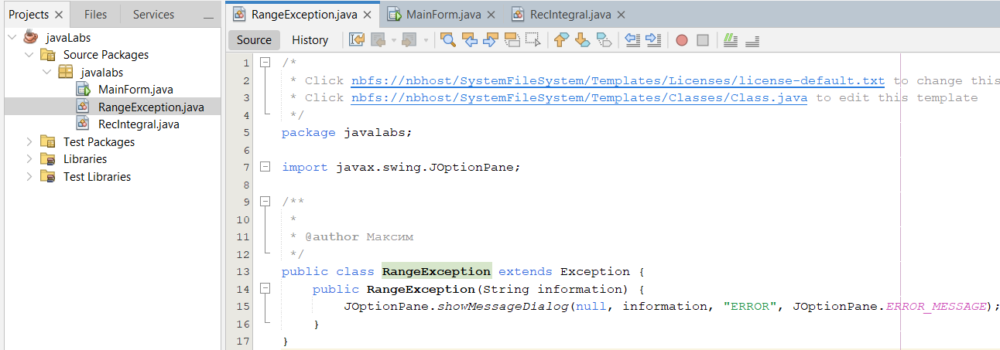 Projects Files Services
javaLabs
Source Packages
javalabs
MainForm.java
RangeException.java
RecIntegral.java
Test Packages
Libraries
Test Libraries
RangeException.java MainForm.java RecIntegral.java
Source History
1 /*
2 * Click nbfs://nbhost/SystemFileSystem/Templates/Licenses/license-default.txt to change this
3 * Click nbfs://nbhost/SystemFileSystem/Templates/Classes/Class.java to edit this template
4 */
5 package javalabs;
6
7 import javax.swing.JOptionPane;
8
9 /**
10 *
11 * @author Максим
12 */
13 public class RangeException extends Exception {
14 public RangeException(String information) {
15 JOptionPane.showMessageDialog(null, information, "ERROR", JOptionPane.ERROR_MESSAGE);
16 }
17 }